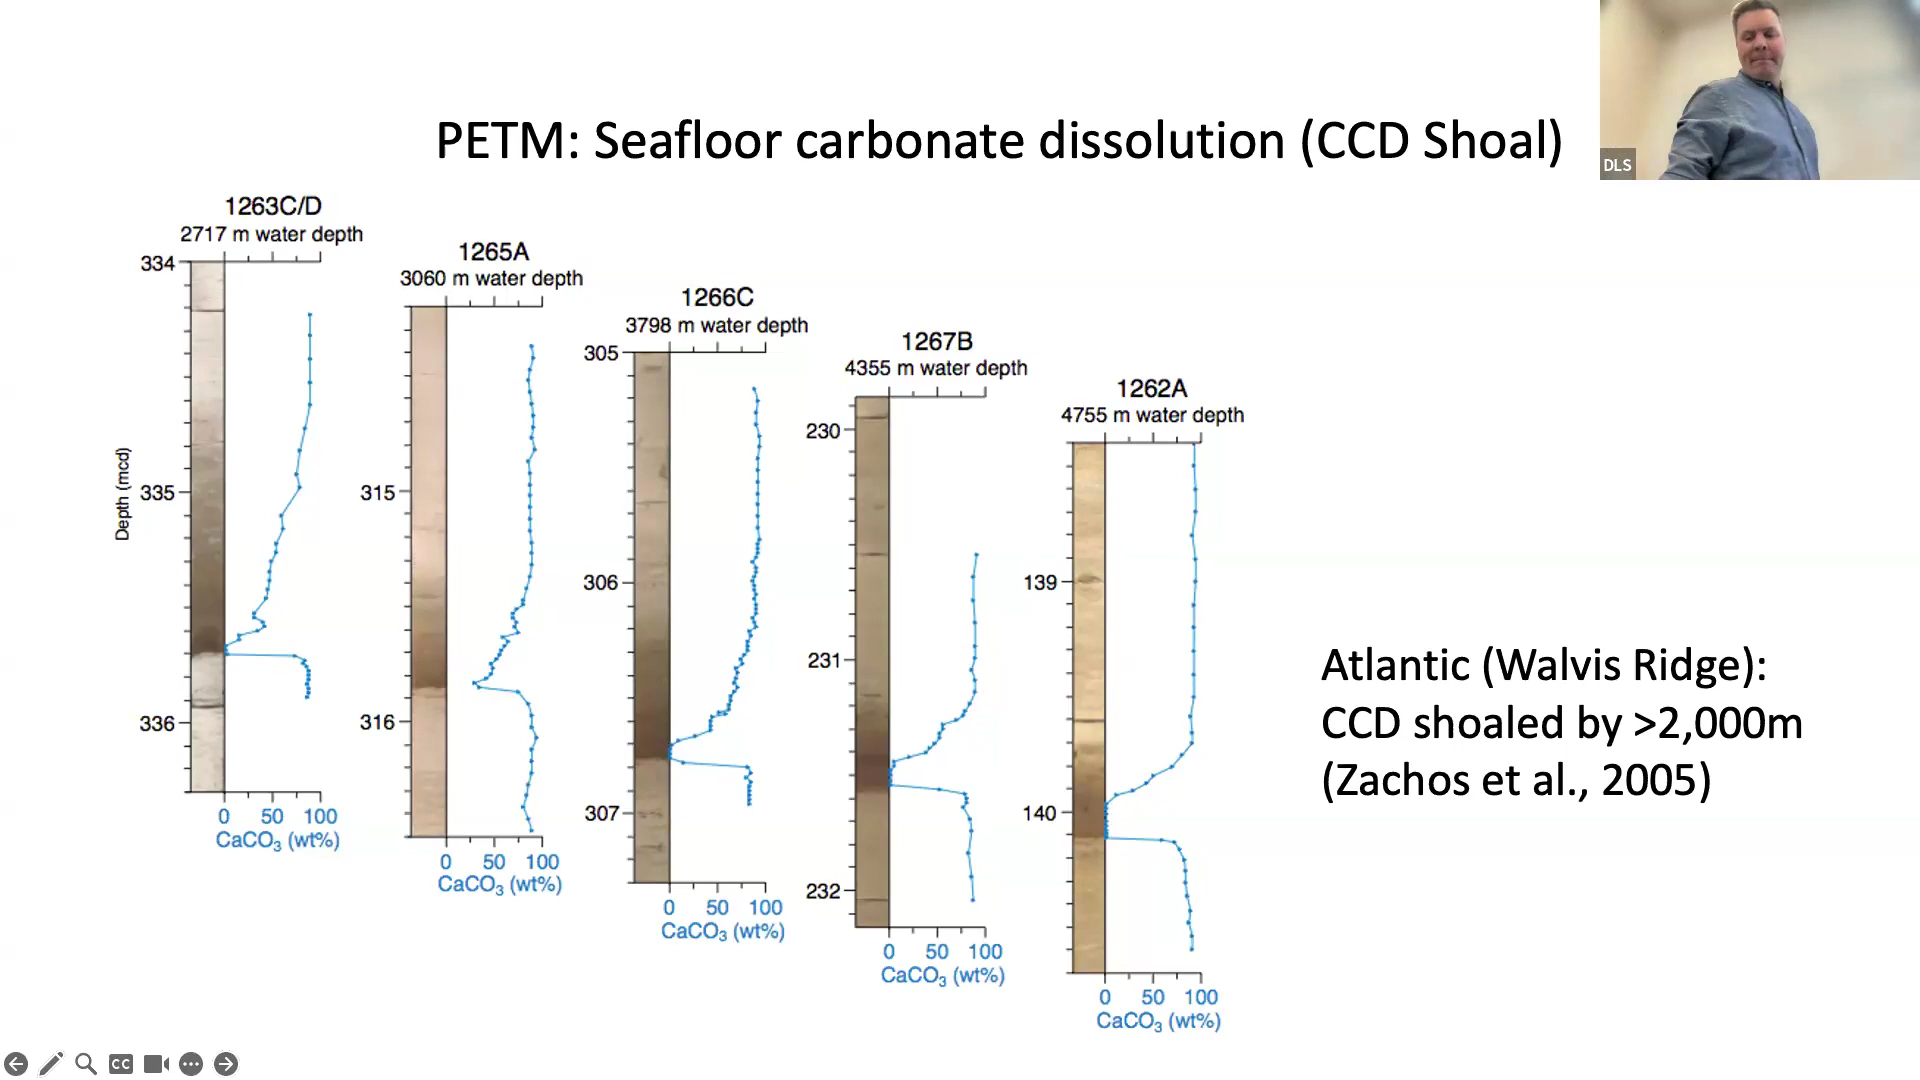 PETM: Seafloor carbonate dissolution (CCD Shoal)
DLS
1263C/D
2717 m water depth
334
335
336
Depth (mcd)
0 50 100
CaCO₃ (wt%)
1265A
3060 m water depth
315
316
0 50 100
CaCO₃ (wt%)
1266C
3798 m water depth
305
306
307
0 50 100
CaCO₃ (wt%)
1267B
4355 m water depth
230
231
232
0 50 100
CaCO₃ (wt%)
1262A
4755 m water depth
139
140
0 50 100
CaCO₃ (wt%)
Atlantic (Walvis Ridge):
CCD shoaled by >2,000m
(Zachos et al., 2005)
CC